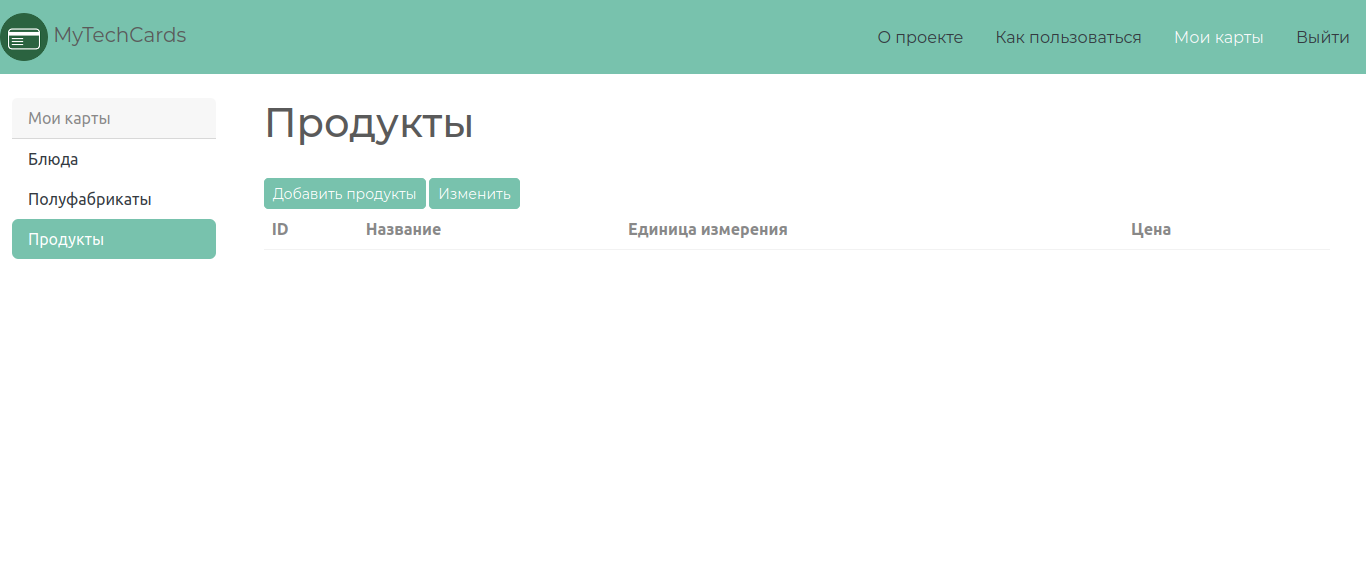 MyTechCards
О проекте Как пользоваться Мои карты Выйти
Мои карты
Блюда
Полуфабрикаты
Продукты
Продукты
Добавить продукты Изменить
ID Название Единица измерения Цена